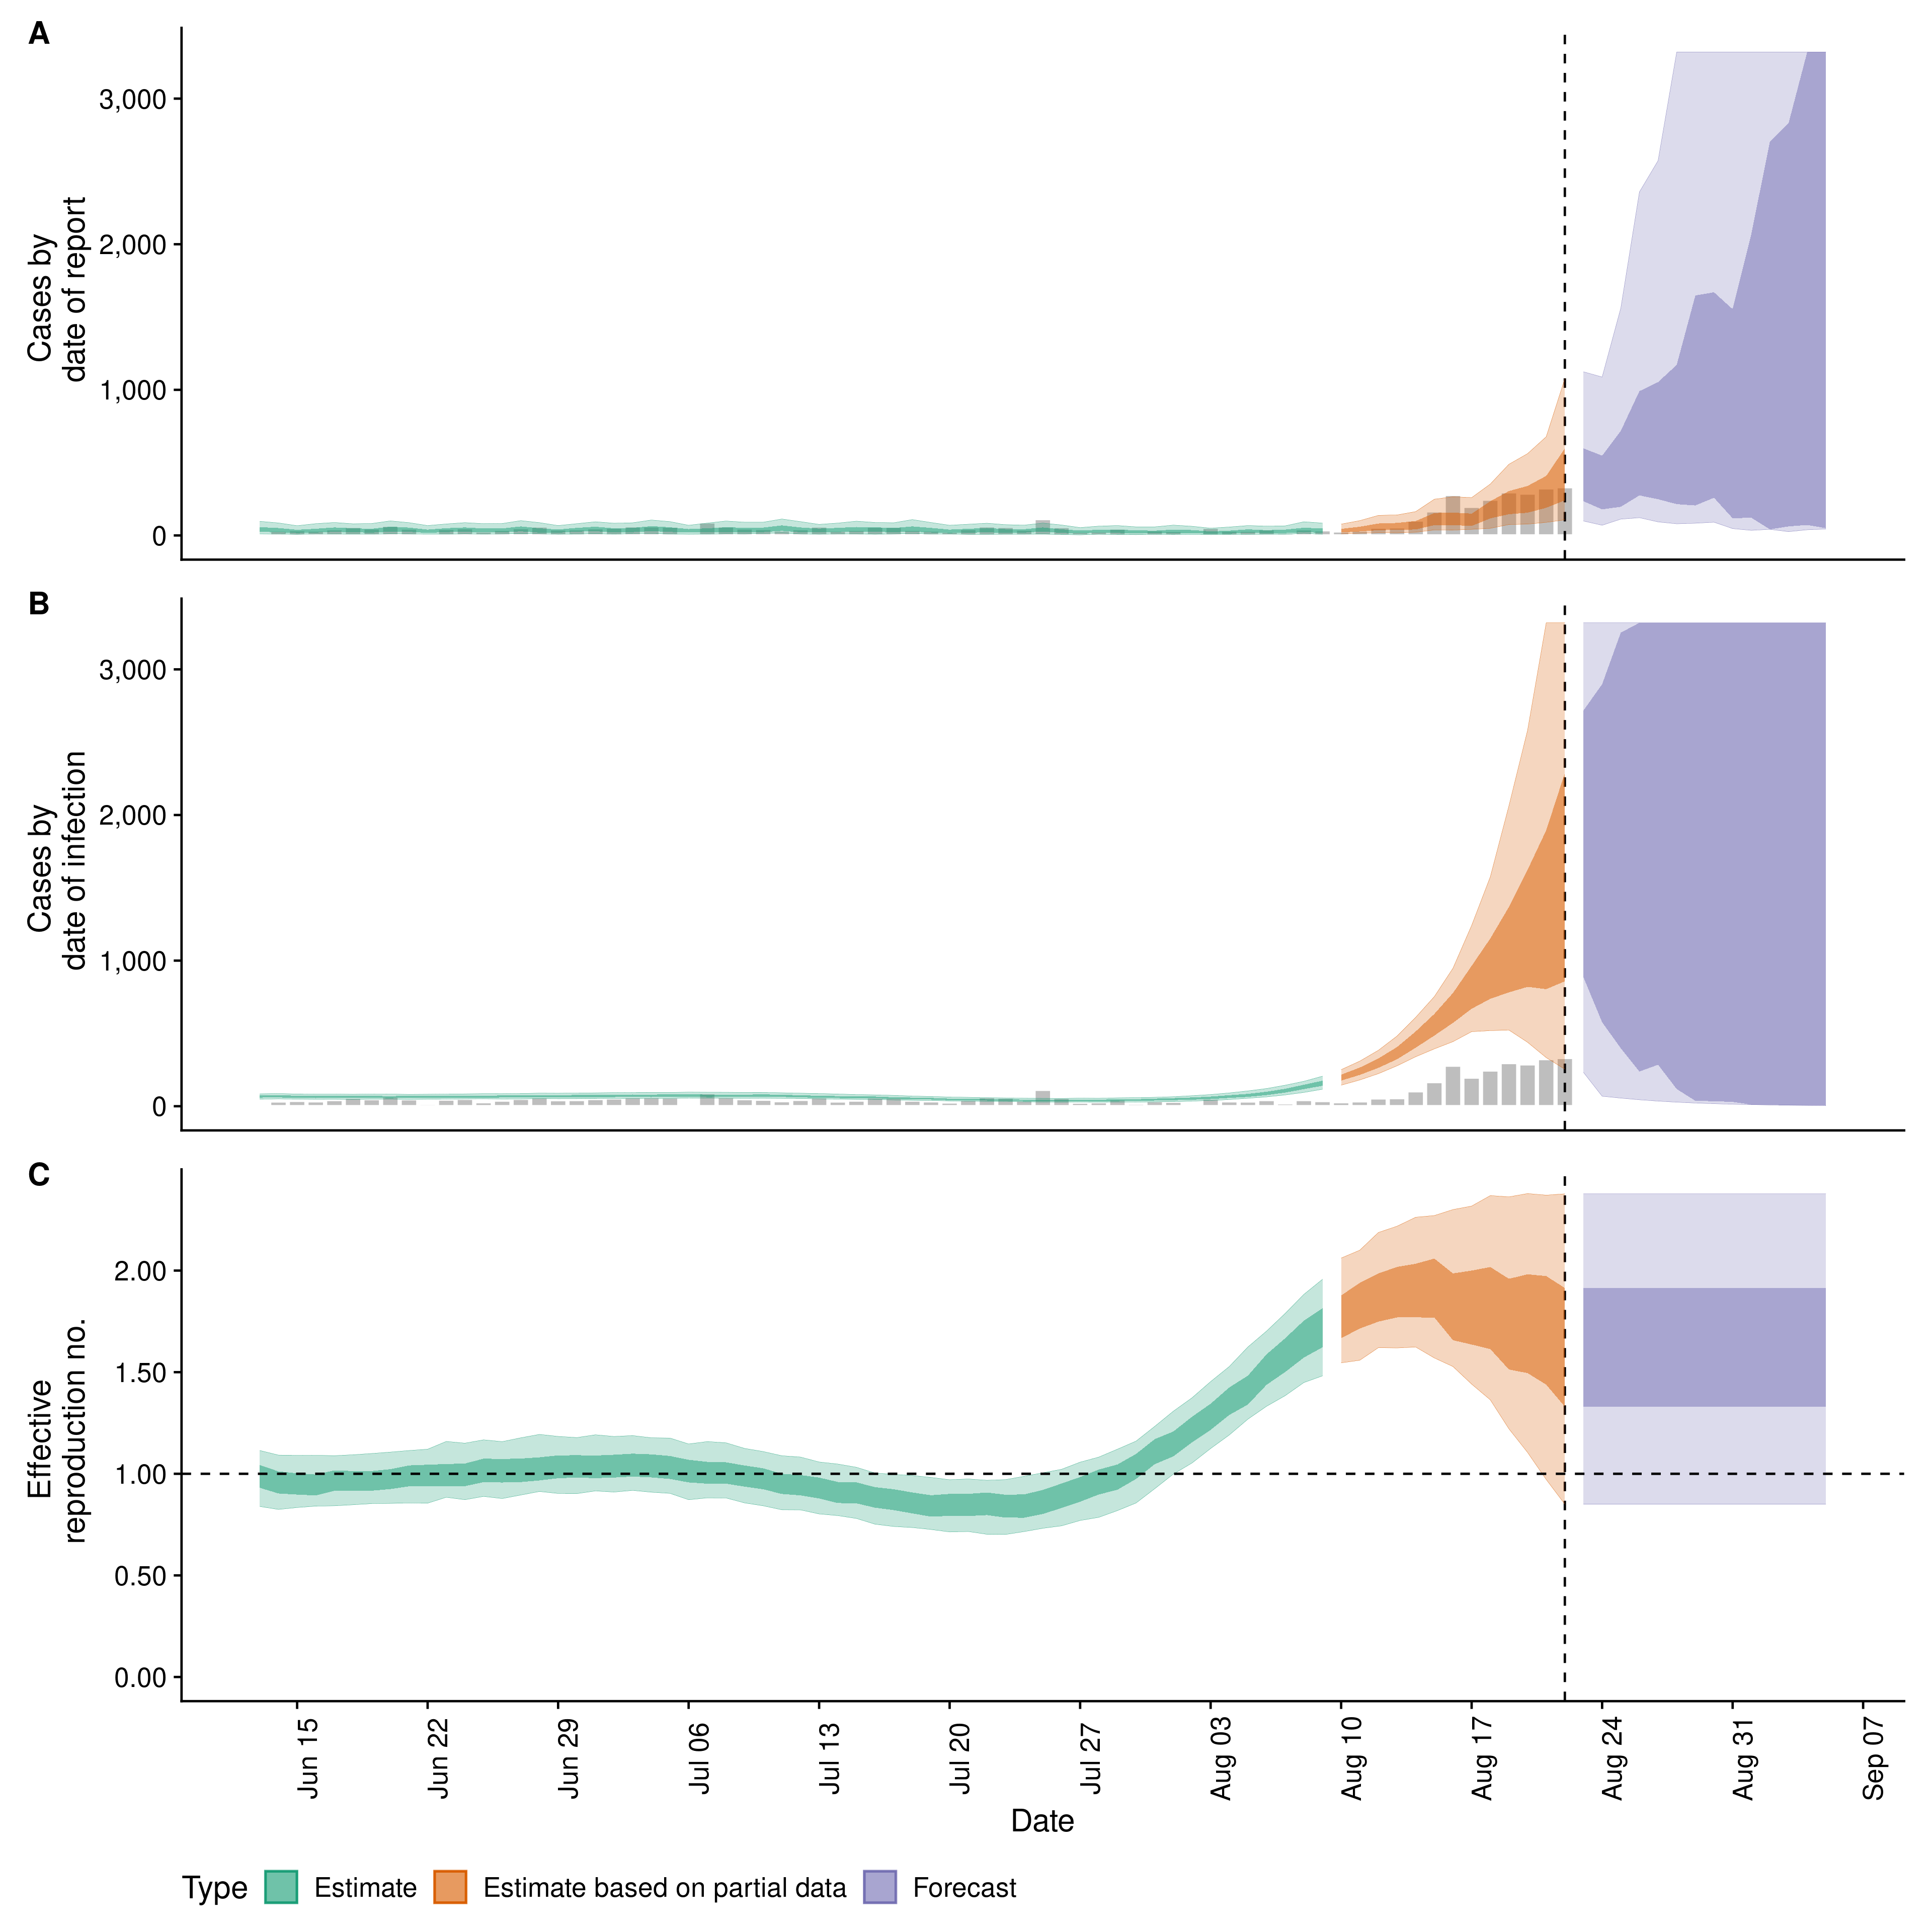 A
Cases by
date of report
3,000
2,000
1,000
0
B
Cases by
date of infection
3,000
2,000
1,000
0
C
Effective
reproduction no.
2.00
1.50
1.00
0.50
0.00
Jun 15
Jun 22
Jun 29
Jul 06
Jul 13
Jul 20
Jul 27
Aug 03
Aug 10
Aug 17
Aug 24
Aug 31
Sep 07
Date
Type Estimate Estimate based on partial data Forecast